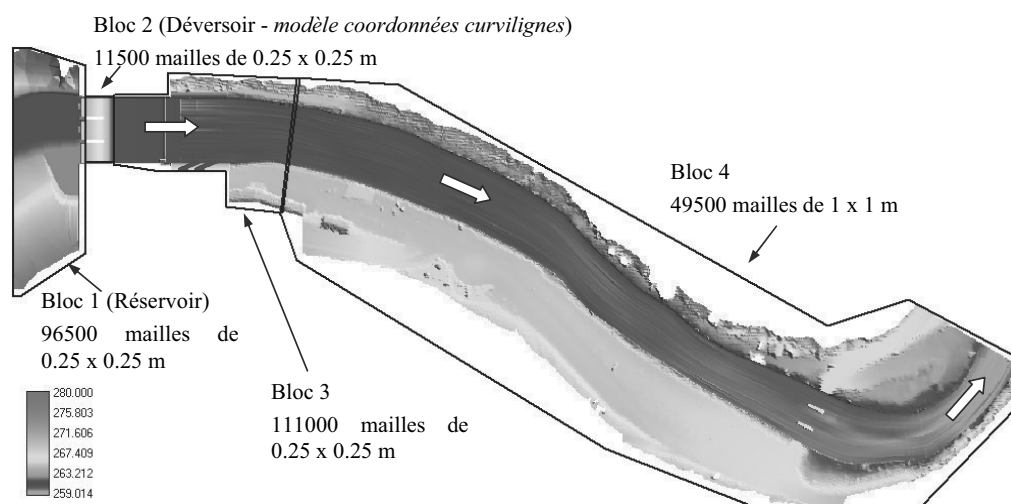 Bloc 2 (Déversoir - modèle coordonnées curvilignes)
11500 mailles de 0.25 x 0.25 m
Bloc 4
49500 mailles de 1 x 1 m
Bloc 1 (Réservoir)
96500 mailles de
0.25 x 0.25 m
Bloc 3
111000 mailles de
0.25 x 0.25 m
280.000
275.803
271.606
267.409
263.212
259.014